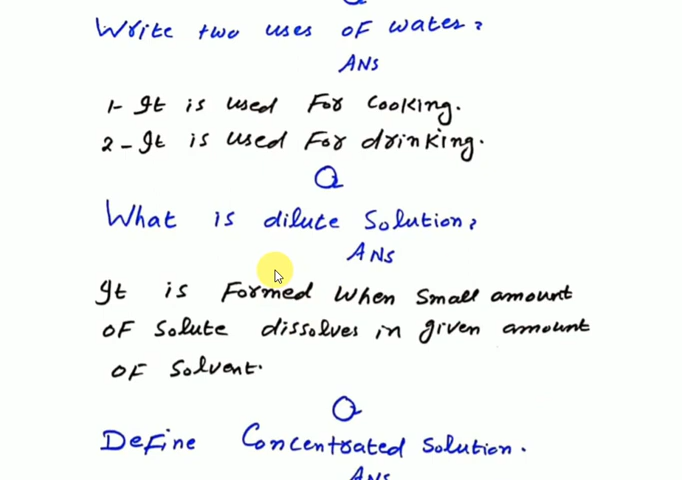 Q
Write two uses of water?
ANS
1- It is used For cooking.
2- It is used For drinking.
Q
What is dilute Solution?
ANS
It is Formed When Small amount
OF Solute dissolves in given amount
OF Solvent.
Q
DeFine Concentrated Solution.
ANS